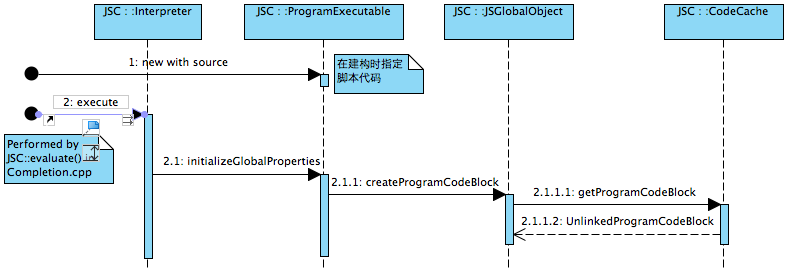 JSC : :Interpreter
JSC : :ProgramExecutable
JSC : :JSGlobalObject
JSC : :CodeCache
1: new with source
在建构时指定
脚本代码
2: execute
Performed by
JSC::evaluate()
Completion.cpp
2.1: initializeGlobalProperties
2.1.1: createProgramCodeBlock
2.1.1.1: getProgramCodeBlock
2.1.1.2: UnlinkedProgramCodeBlock